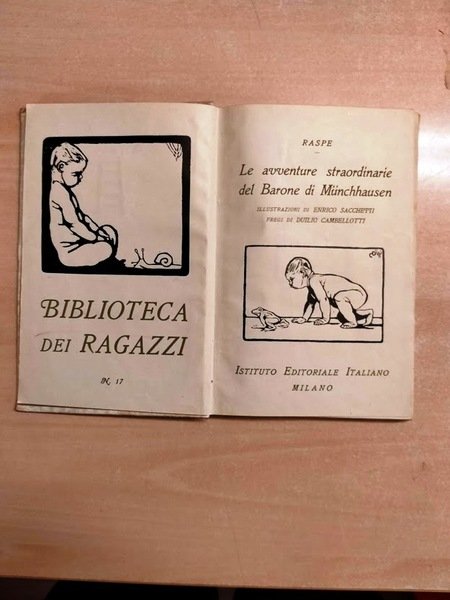 BIBLIOTECA
DEI RAGAZZI
N. 17
RASPE
Le avventure straordinarie
del Barone di Münchhausen
ILLUSTRAZIONI DI ENRICO SACCHETTI
FREGI DI DUILIO CAMBELLOTTI
ISTITUTO EDITORIALE ITALIANO
MILANO